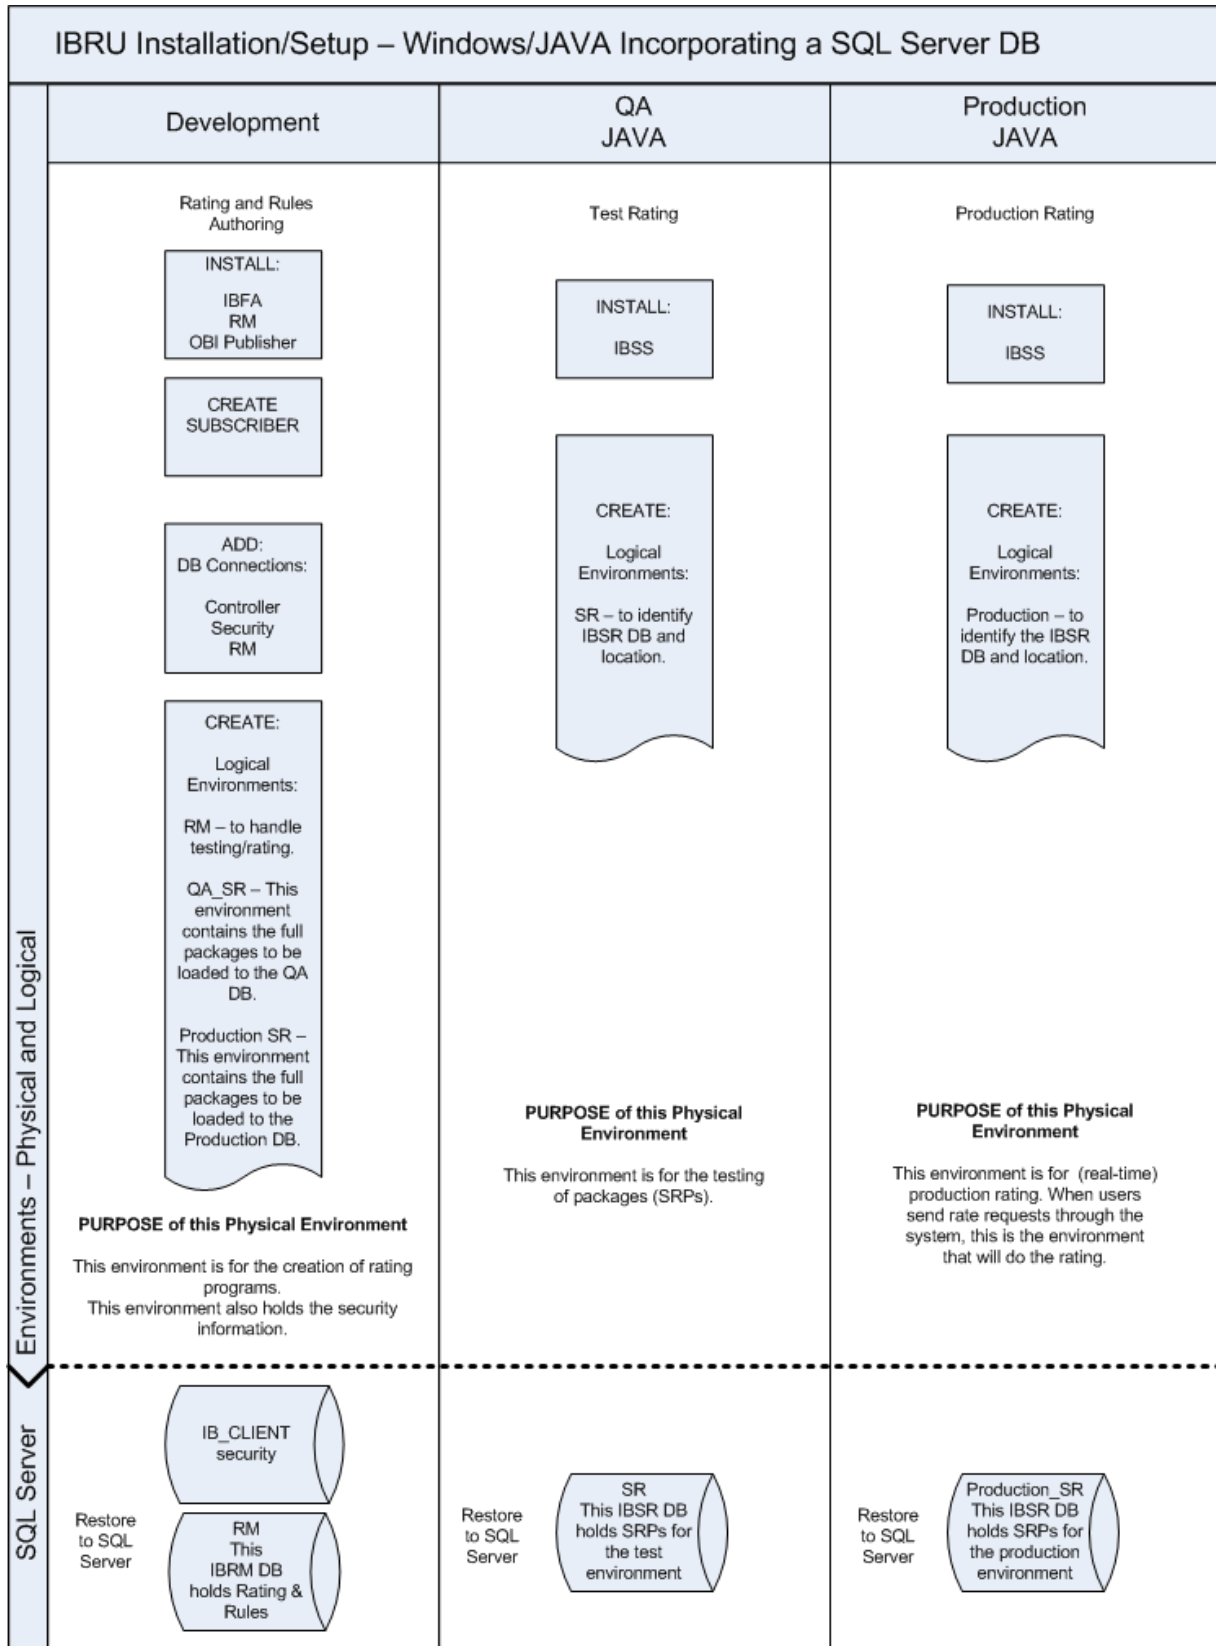 IBRU Installation/Setup – Windows/JAVA Incorporating a SQL Server DB
Environments – Physical and Logical
Development
Rating and Rules
Authoring
INSTALL:
IBFA
RM
OBI Publisher
CREATE
SUBSCRIBER
ADD:
DB Connections:
Controller
Security
RM
CREATE:
Logical
Environments:
RM – to handle
testing/rating.
QA_SR – This
environment
contains the full
packages to be
loaded to the QA
DB.
Production SR –
This environment
contains the full
packages to be
loaded to the
Production DB.
PURPOSE of this Physical Environment
This environment is for the creation of rating
programs.
This environment also holds the security
information.
QA
JAVA
Test Rating
INSTALL:
IBSS
CREATE:
Logical
Environments:
SR – to identify
IBSR DB and
location.
PURPOSE of this Physical
Environment
This environment is for the testing
of packages (SRPs).
Production
JAVA
Production Rating
INSTALL:
IBSS
CREATE:
Logical
Environments:
Production – to
identify the IBSR
DB and location.
PURPOSE of this Physical
Environment
This environment is for (real-time)
production rating. When users
send rate requests through the
system, this is the environment
that will do the rating.
SQL Server
Restore
to SQL
Server
IB_CLIENT
security
RM
This
IBRM DB
holds Rating &
Rules
Restore
to SQL
Server
SR
This IBSR DB
holds SRPs for
the test
environment
Restore
to SQL
Server
Production_SR
This IBSR DB
holds SRPs for
the production
environment